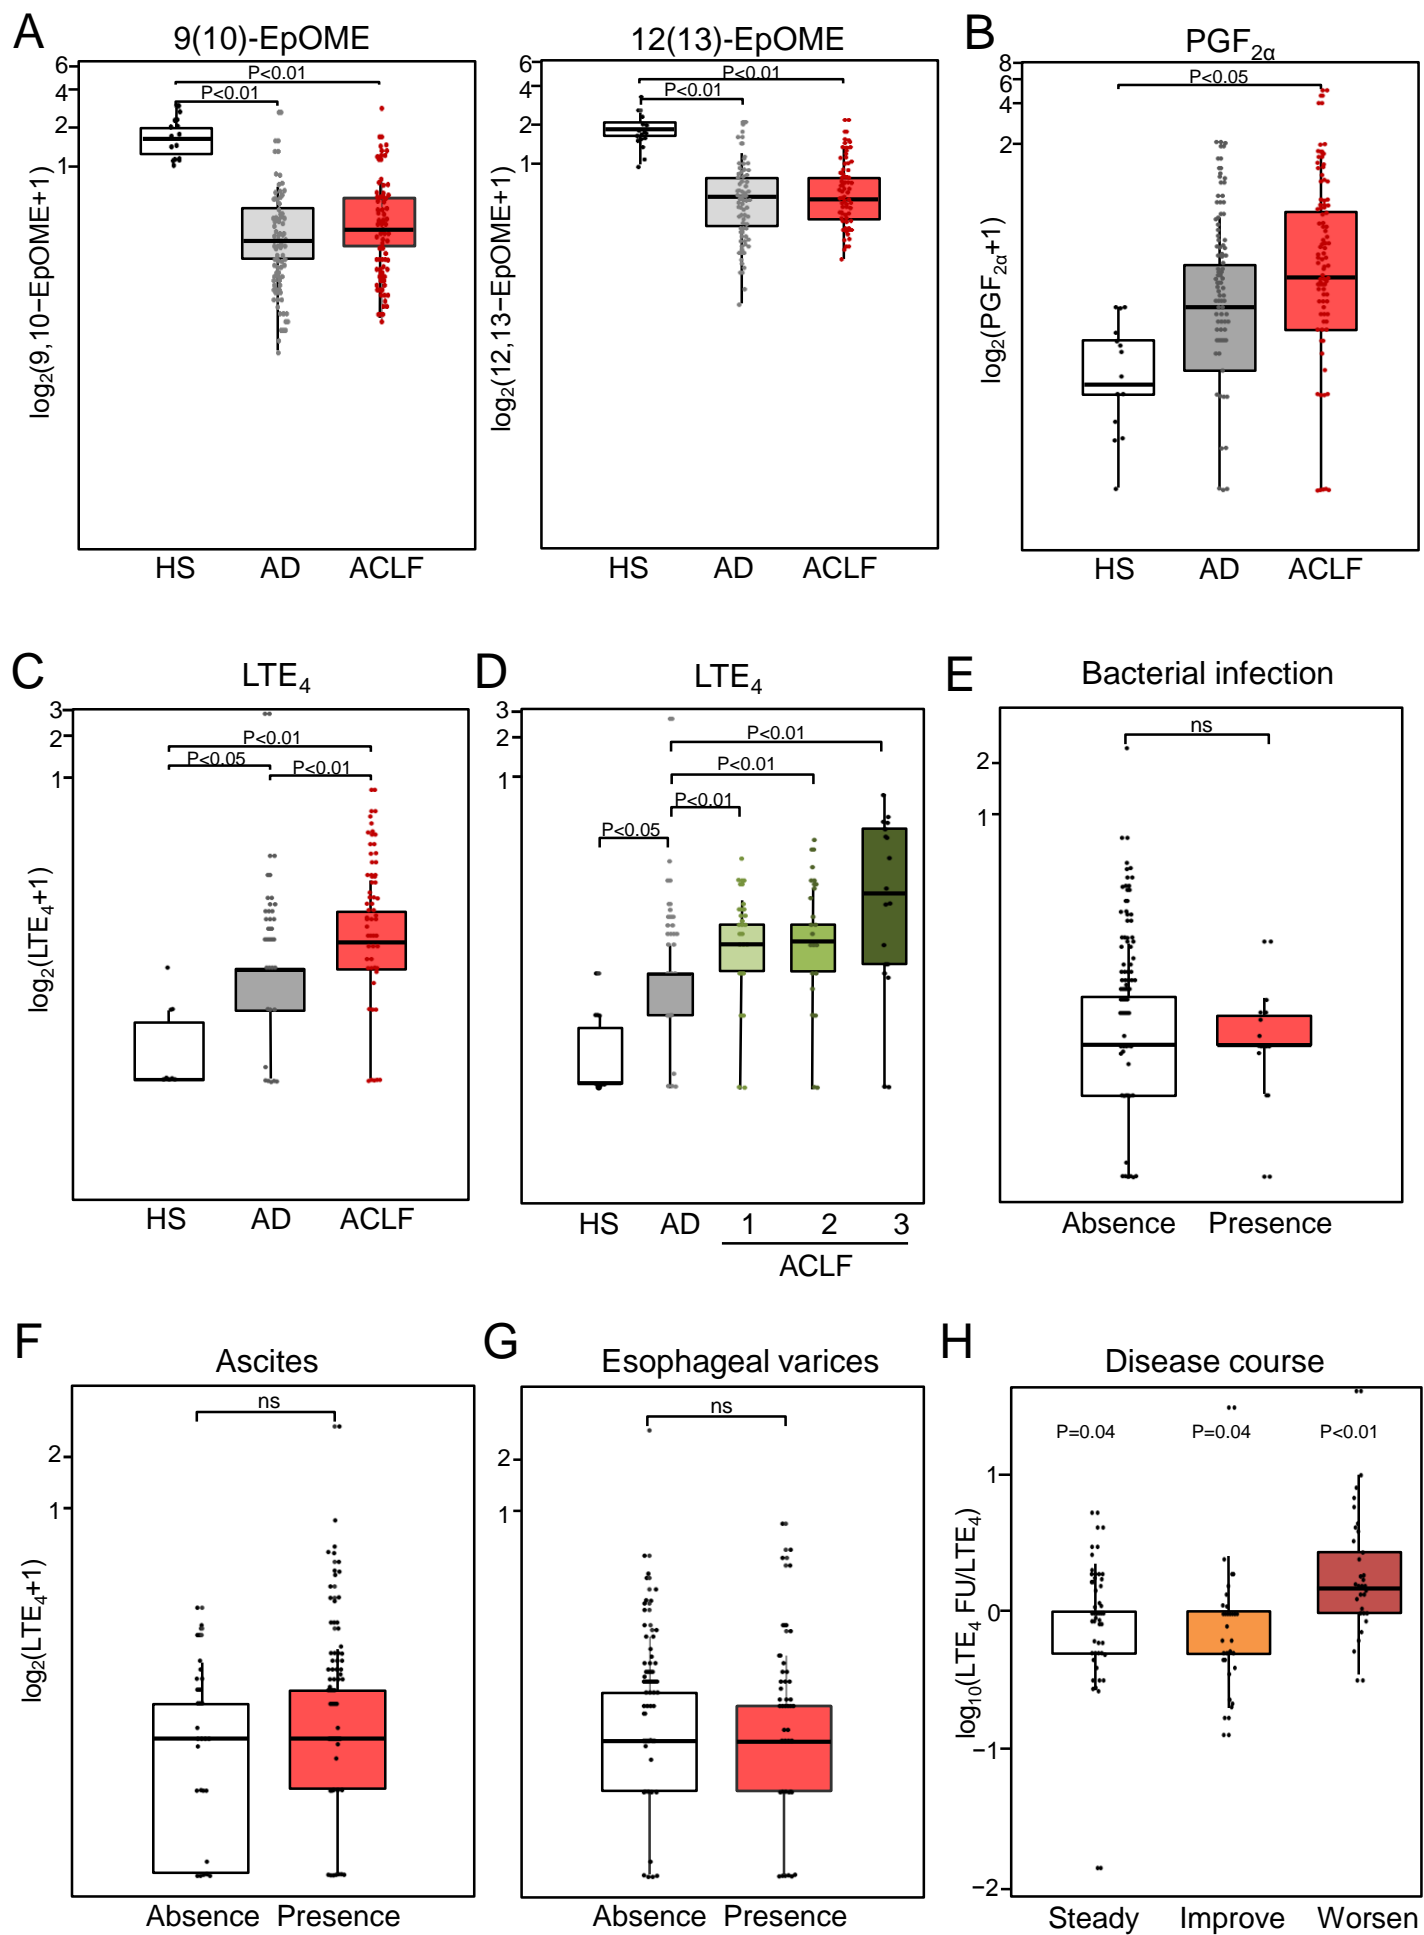 A
9(10)-EpOME
12(13)-EpOME
B
PGF2α
6
4
2
1
P<0.01
P<0.01
log2(9,10−EpOME+1)
HS AD ACLF
6
4
2
1
P<0.01
P<0.01
log2(12,13−EpOME+1)
HS AD ACLF
8
6
4
2
P<0.05
log2(PGF2α+1)
HS AD ACLF
C
LTE4
3
2
1
P<0.01
P<0.05
P<0.01
log2(LTE4+1)
HS AD ACLF
D
LTE4
3
2
1
P<0.01
P<0.01
P<0.01
P<0.05
HS AD 1 2 3
ACLF
E
Bacterial infection
ns
2
1
Absence Presence
F
Ascites
ns
2
1
log2(LTE4+1)
Absence Presence
G
Esophageal varices
ns
2
1
Absence Presence
H
Disease course
P=0.04 P=0.04 P<0.01
1
0
−1
−2
log10(LTE4 FU/LTE4)
Steady Improve Worsen